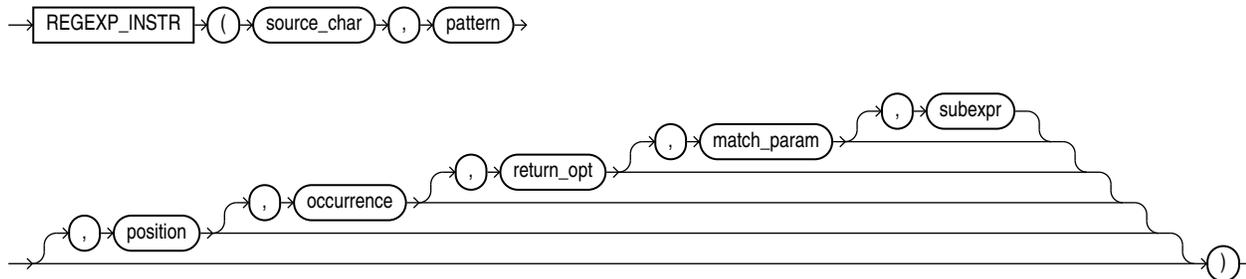 REGEXP_INSTR ( source_char , pattern
, subexpr
, match_param
, return_opt
, occurrence
, position
)